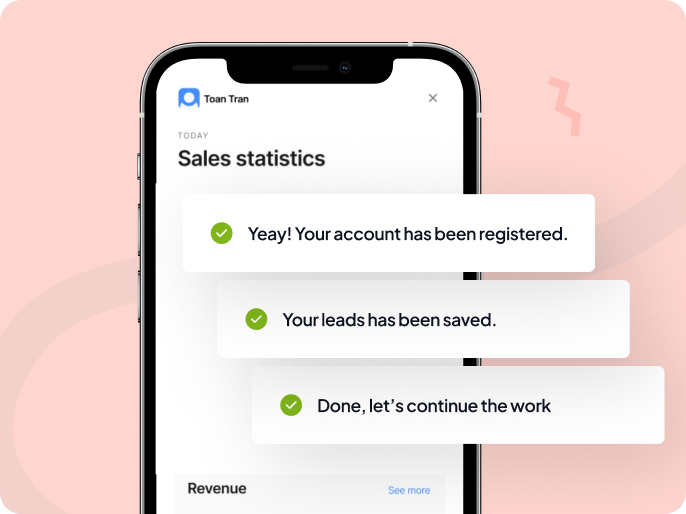 Toan Tran
TODAY
Sales statistics
Yeay! Your account has been registered.
Your leads has been saved.
Done, let’s continue the work
Revenue
See more